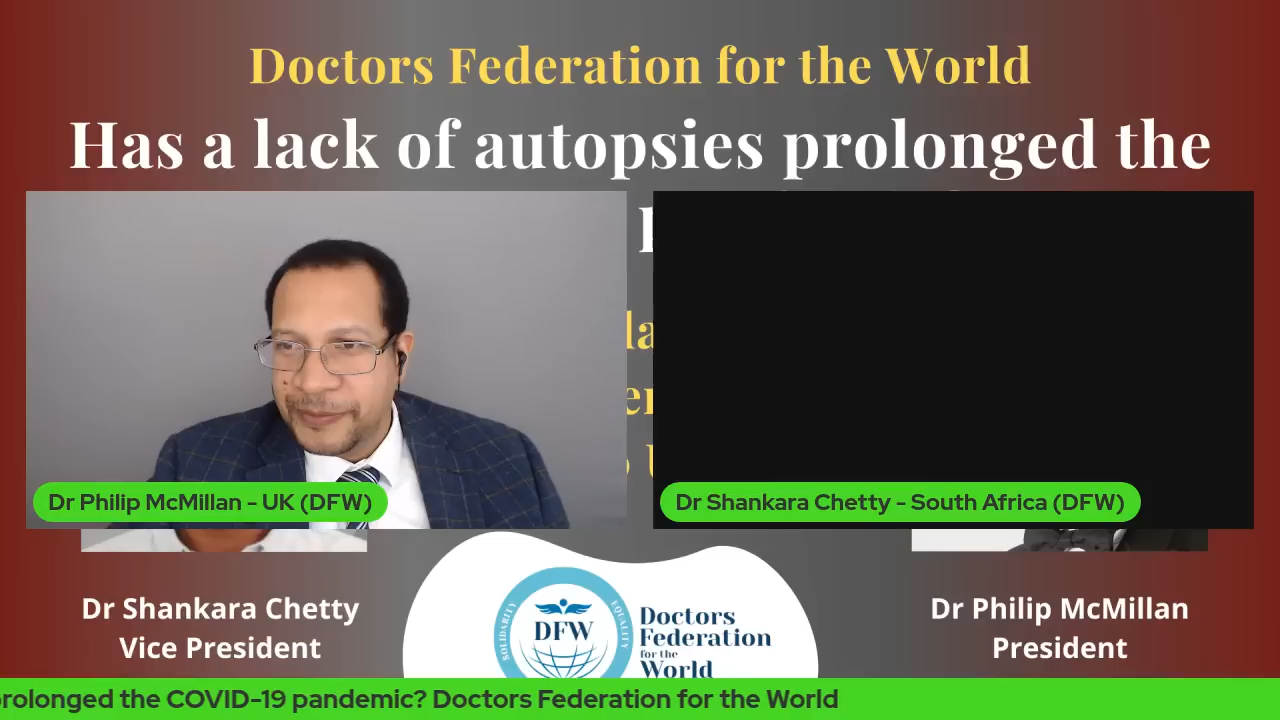 Doctors Federation for the World
Has a lack of autopsies prolonged the
Dr Philip McMillan - UK (DFW)
Dr Shankara Chetty - South Africa (DFW)
Dr Shankara Chetty
Vice President
SOLIDARITY
DFW
EQUALITY
Doctors
Federation
for the
World
Dr Philip McMillan
President
prolonged the COVID-19 pandemic? Doctors Federation for the World